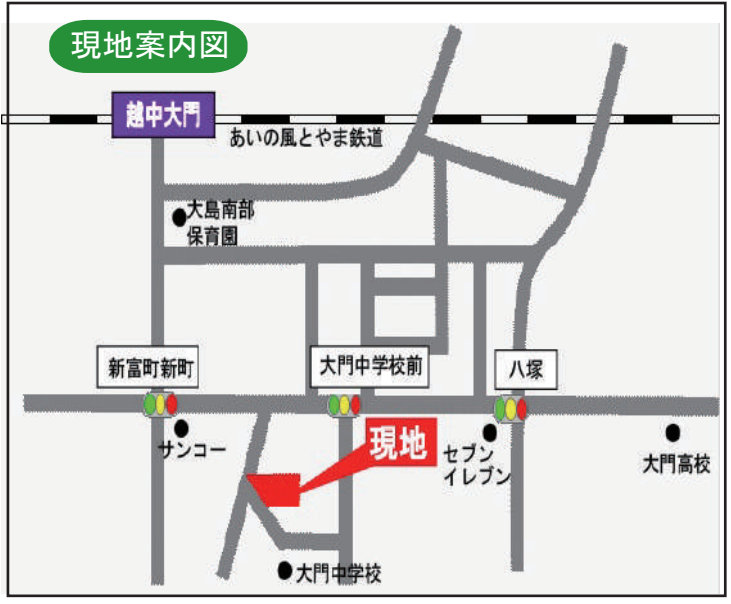 現地案内図
越中大門
あいの風とやま鉄道
大島南部
保育園
新富町新町
大門中学校前
八塚
サンコー
現地
セブン
イレブン
大門高校
大門中学校